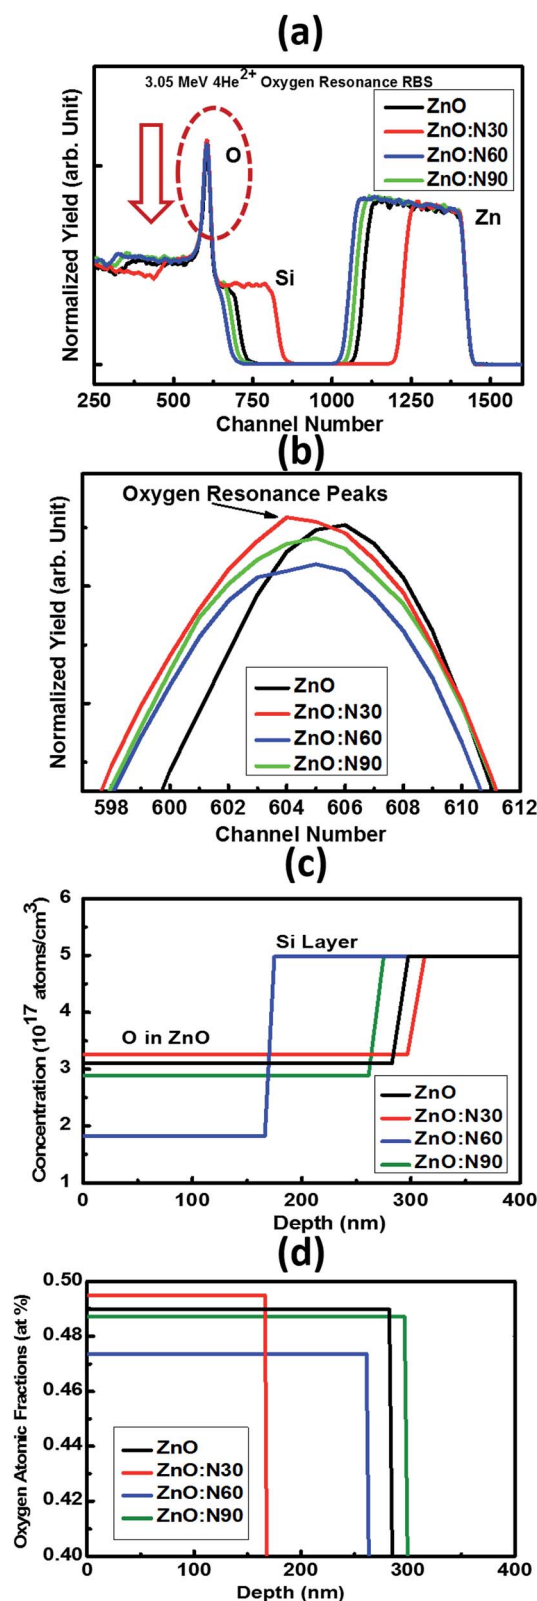 (a)
3.05 MeV 4He2+ Oxygen Resonance RBS
ZnO
ZnO:N30
ZnO:N60
ZnO:N90
O
Zn
Si
Normalized Yield (arb. Unit)
250 500 750 1000 1250 1500
Channel Number
(b)
Oxygen Resonance Peaks
Normalized Yield (arb. Unit)
ZnO
ZnO:N30
ZnO:N60
ZnO:N90
598 600 602 604 606 608 610 612
Channel Number
(c)
6
5
4
3
2
1
Concentration (10^17 atoms/cm^3)
Si Layer
O in ZnO
ZnO
ZnO:N30
ZnO:N60
ZnO:N90
0 100 200 300 400
Depth (nm)
(d)
0.50
0.48
0.46
0.44
0.42
0.40
Oxygen Atomic Fractions (at %)
ZnO
ZnO:N30
ZnO:N60
ZnO:N90
0 100 200 300 400
Depth (nm)